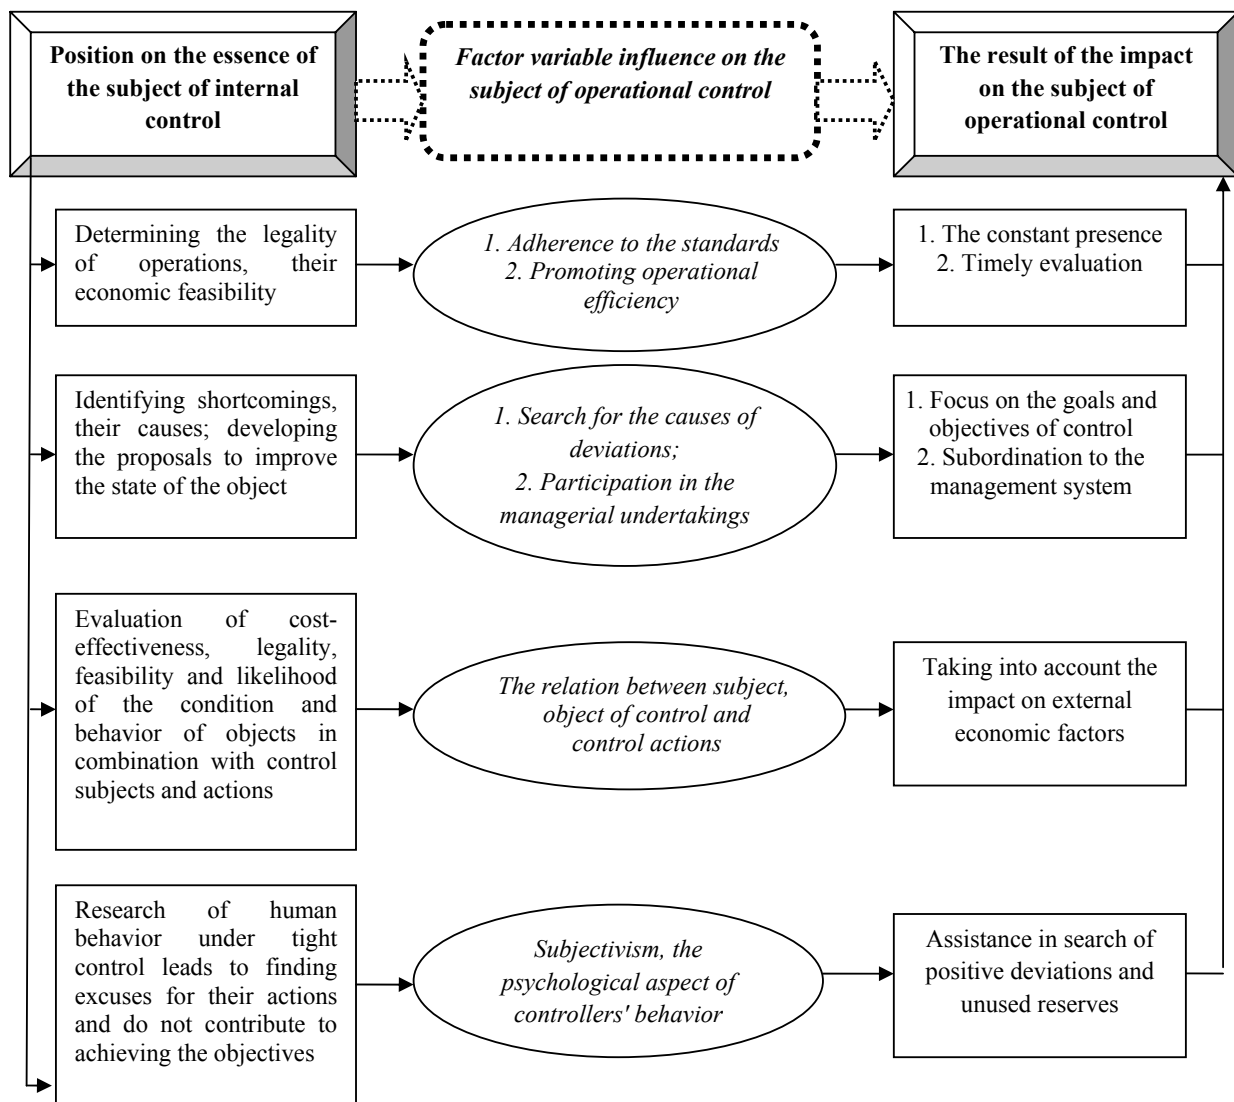 Position on the essence of
the subject of internal
control
Factor variable influence on the
subject of operational control
The result of the impact
on the subject of
operational control
Determining the legality
of operations, their
economic feasibility
1. Adherence to the standards
2. Promoting operational
efficiency
1. The constant presence
2. Timely evaluation
Identifying shortcomings,
their causes; developing
the proposals to improve
the state of the object
1. Search for the causes of
deviations;
2. Participation in the
managerial undertakings
1. Focus on the goals and
objectives of control
2. Subordination to the
management system
Evaluation of cost-
effectiveness, legality,
feasibility and likelihood
of the condition and
behavior of objects in
combination with control
subjects and actions
The relation between subject,
object of control and
control actions
Taking into account the
impact on external
economic factors
Research of human
behavior under tight
control leads to finding
excuses for their actions
and do not contribute to
achieving the objectives
Subjectivism, the
psychological aspect of
controllers' behavior
Assistance in search of
positive deviations and
unused reserves